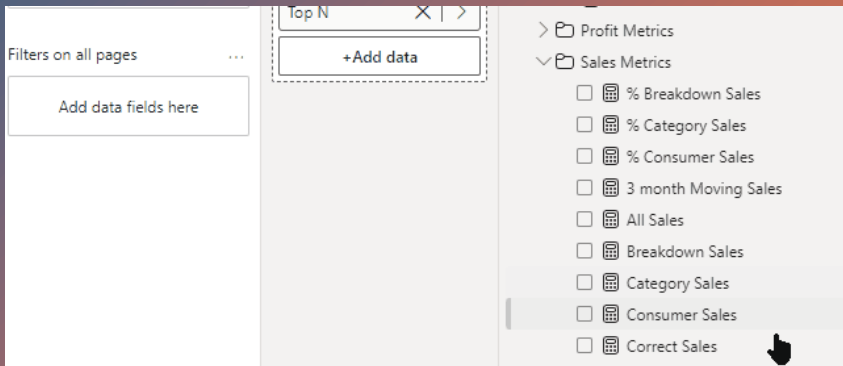 Top N
+Add data
Filters on all pages
Add data fields here
Profit Metrics
Sales Metrics
% Breakdown Sales
% Category Sales
% Consumer Sales
3 month Moving Sales
All Sales
Breakdown Sales
Category Sales
Consumer Sales
Correct Sales